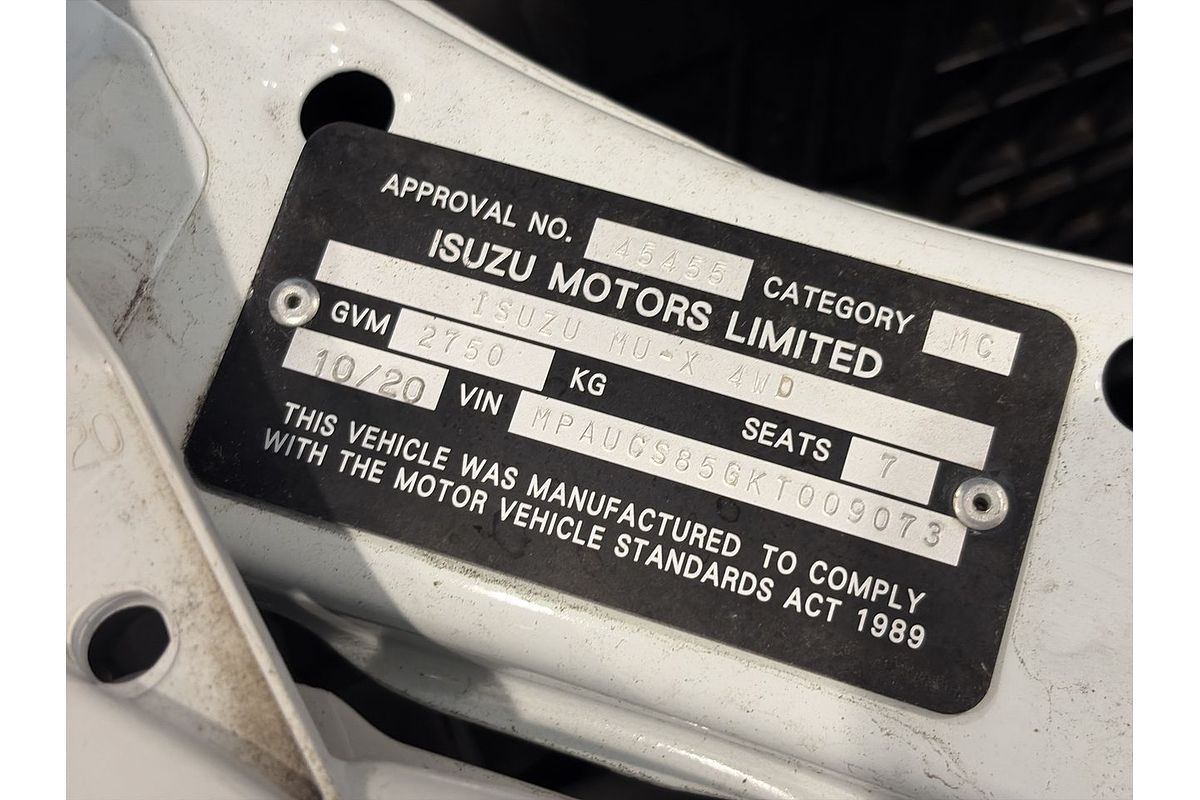 APPROVAL NO. 45455 CATEGORY MC
ISUZU MOTORS LIMITED
ISUZU MU-X 4WD
GVM 2750 KG SEATS 7
10/20 VIN MPAUCS85GKT009073
THIS VEHICLE WAS MANUFACTURED TO COMPLY
WITH THE MOTOR VEHICLE STANDARDS ACT 1989
20